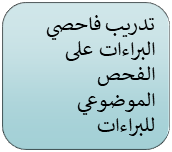 تدريب فاحصي
البراءات على
الفحص
الموضوعي
للبراءات